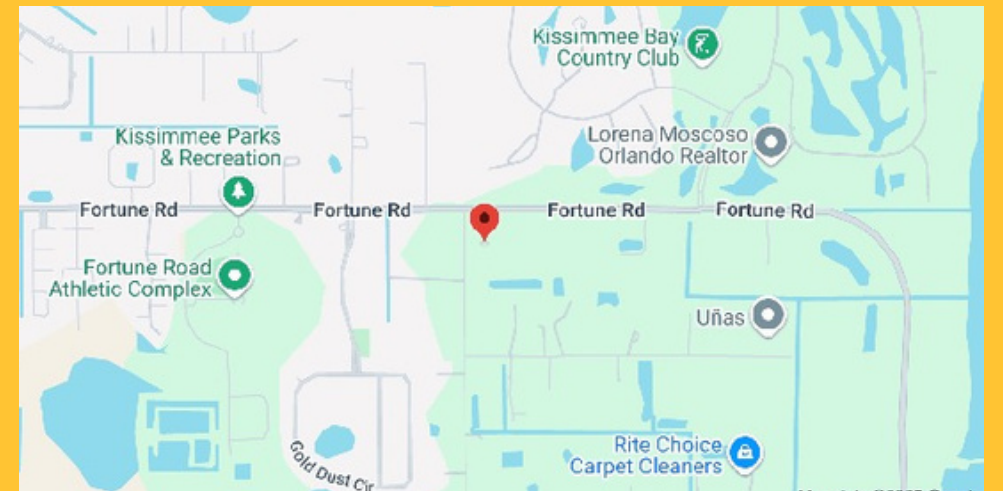 Kissimmee Bay
Country Club
Kissimmee Parks
& Recreation
Lorena Moscoso
Orlando Realtor
Fortune Rd
Fortune Rd
Fortune Rd
Fortune Rd
Fortune Road
Athletic Complex
Uñas
Rite Choice
Carpet Cleaners
Gold Dust Cir